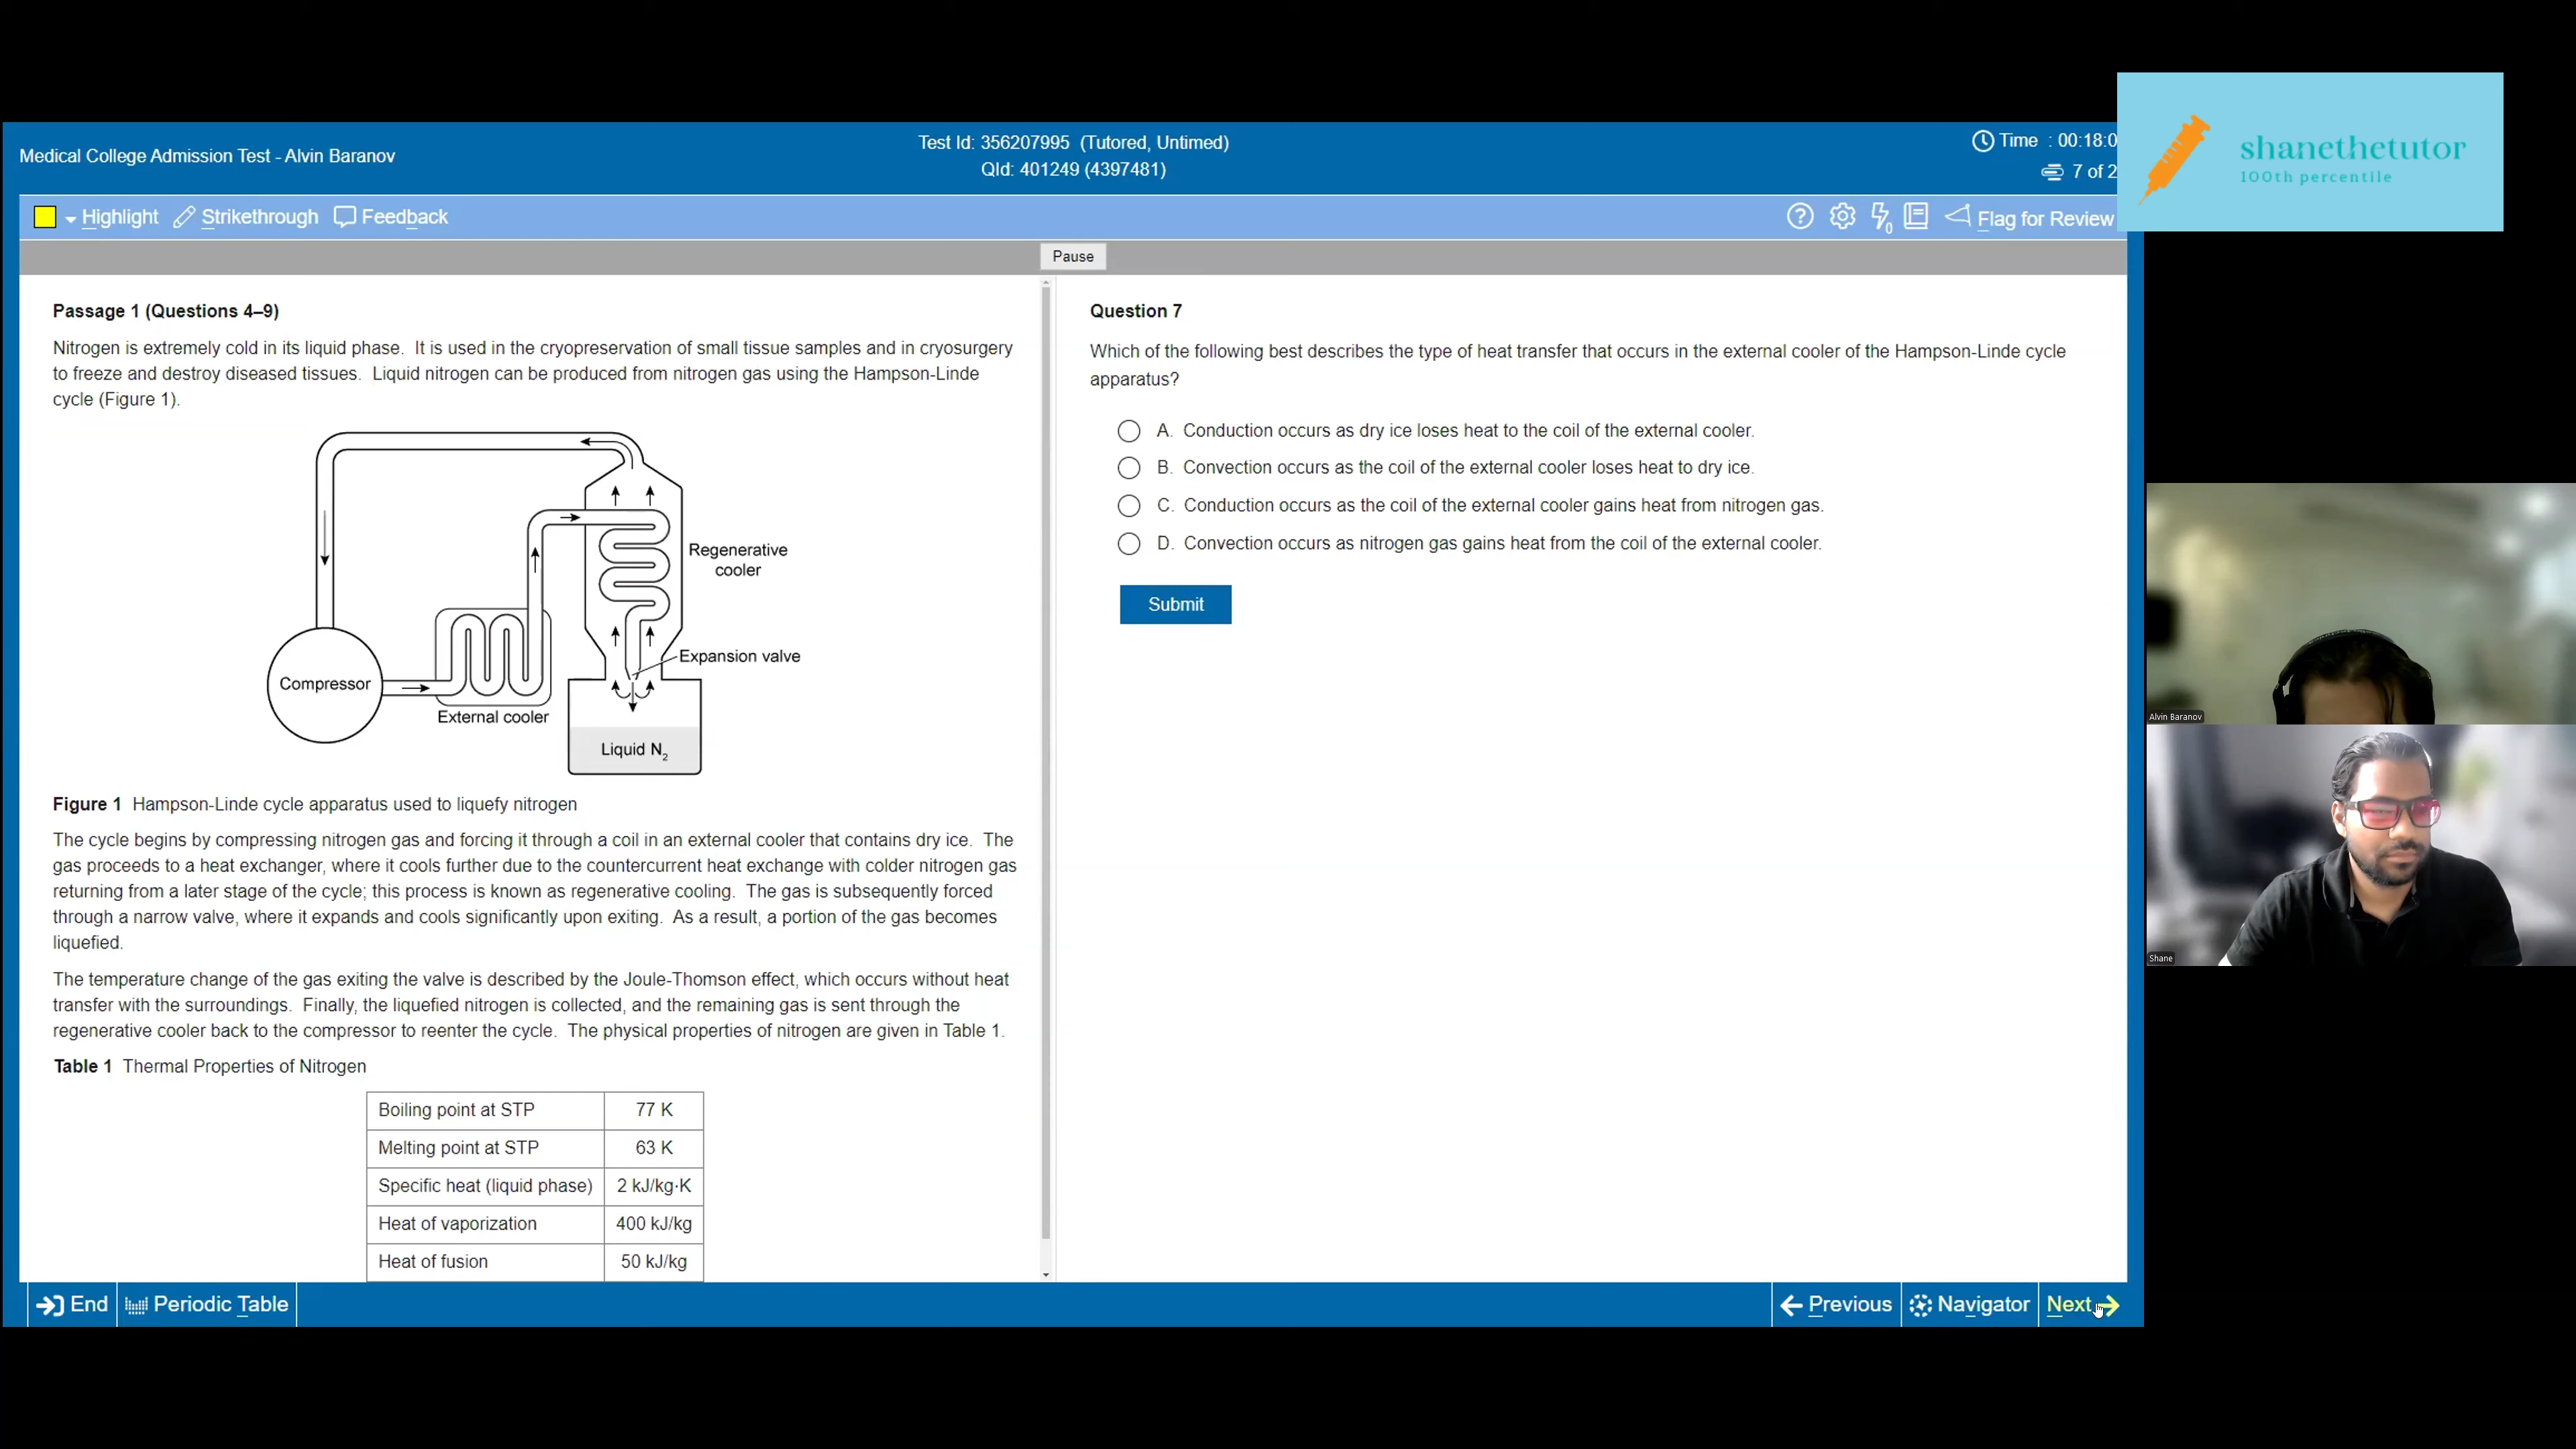 Medical College Admission Test - Alvin Baranov
Test Id: 356207995 (Tutored, Untimed)
QId: 401249 (4397481)
Time : 00:18:0
7 of 2
shanethetutor
100th percentile
Highlight Strikethrough Feedback
Flag for Review
Pause
Passage 1 (Questions 4–9)
Nitrogen is extremely cold in its liquid phase. It is used in the cryopreservation of small tissue samples and in cryosurgery
to freeze and destroy diseased tissues. Liquid nitrogen can be produced from nitrogen gas using the Hampson-Linde
cycle (Figure 1).
Regenerative
cooler
Expansion valve
Compressor
External cooler
Liquid N2
Figure 1 Hampson-Linde cycle apparatus used to liquefy nitrogen
The cycle begins by compressing nitrogen gas and forcing it through a coil in an external cooler that contains dry ice. The
gas proceeds to a heat exchanger, where it cools further due to the countercurrent heat exchange with colder nitrogen gas
returning from a later stage of the cycle; this process is known as regenerative cooling. The gas is subsequently forced
through a narrow valve, where it expands and cools significantly upon exiting. As a result, a portion of the gas becomes
liquefied.
The temperature change of the gas exiting the valve is described by the Joule-Thomson effect, which occurs without heat
transfer with the surroundings. Finally, the liquefied nitrogen is collected, and the remaining gas is sent through the
regenerative cooler back to the compressor to reenter the cycle. The physical properties of nitrogen are given in Table 1.
Table 1 Thermal Properties of Nitrogen
Boiling point at STP 77 K
Melting point at STP 63 K
Specific heat (liquid phase) 2 kJ/kg·K
Heat of vaporization 400 kJ/kg
Heat of fusion 50 kJ/kg
Question 7
Which of the following best describes the type of heat transfer that occurs in the external cooler of the Hampson-Linde cycle
apparatus?
A. Conduction occurs as dry ice loses heat to the coil of the external cooler.
B. Convection occurs as the coil of the external cooler loses heat to dry ice.
C. Conduction occurs as the coil of the external cooler gains heat from nitrogen gas.
D. Convection occurs as nitrogen gas gains heat from the coil of the external cooler.
Submit
Alvin Baranov
Shane
End Periodic Table
Previous Navigator Next